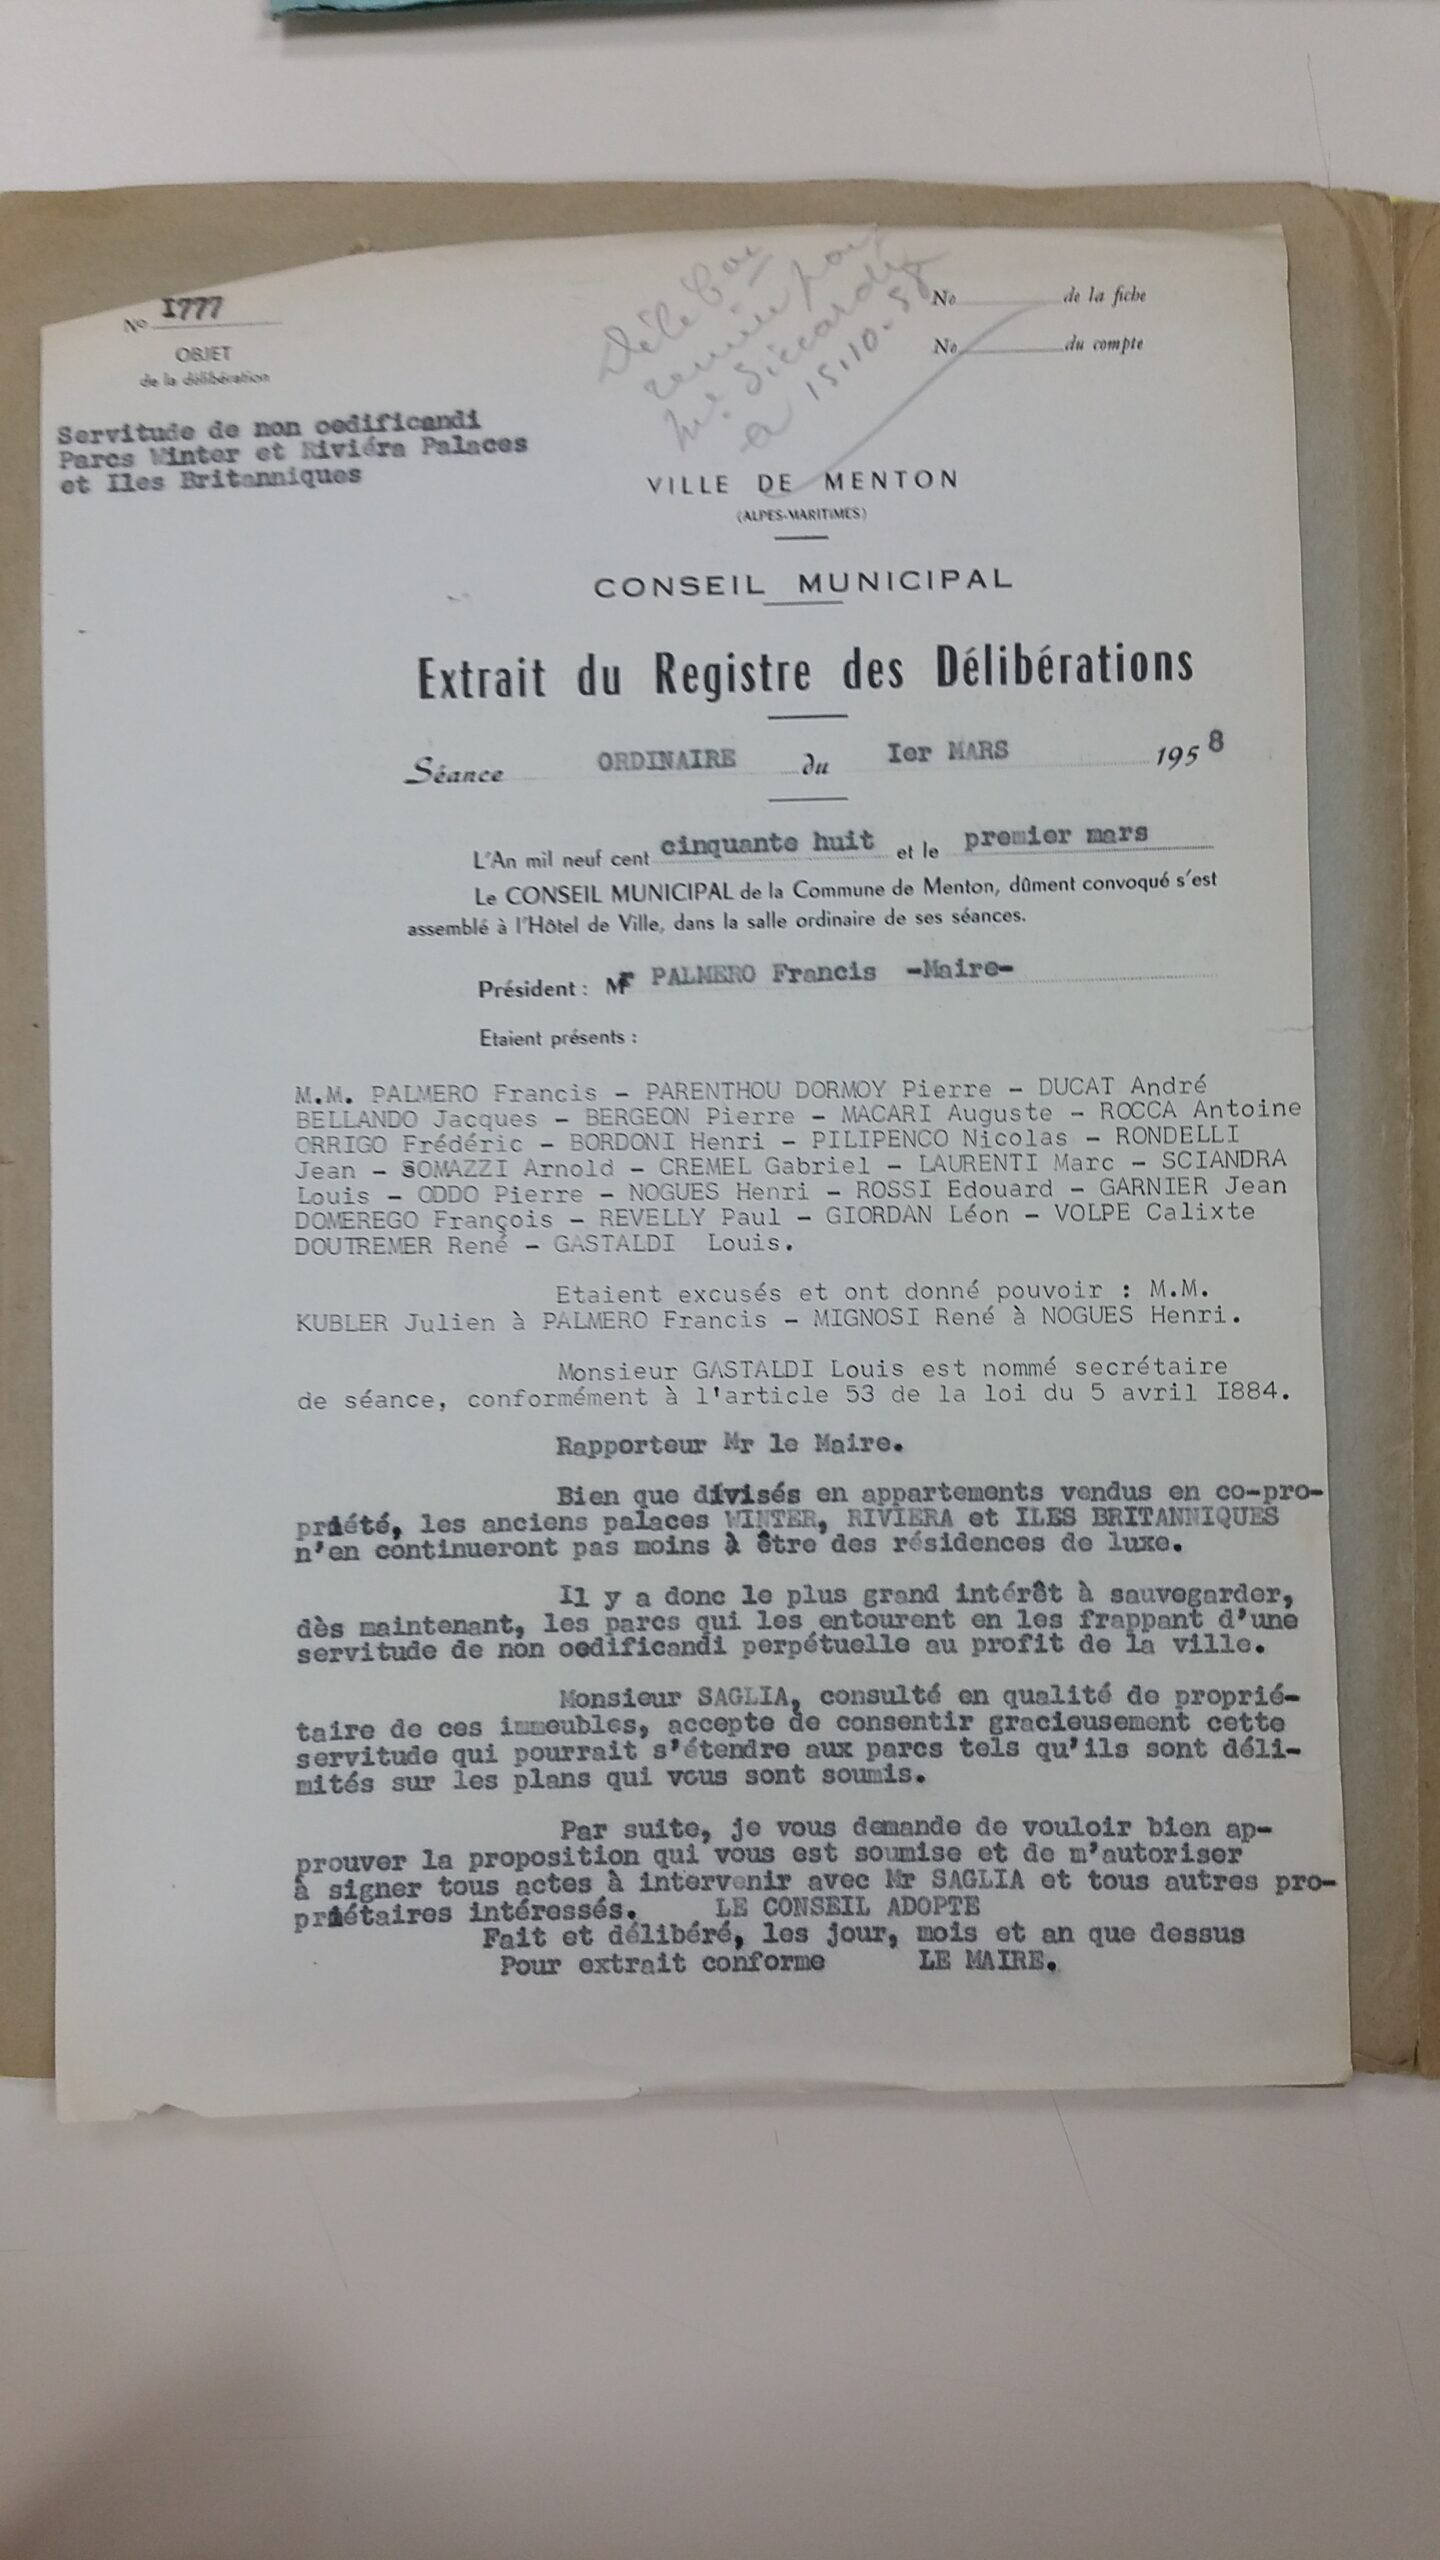 No 1777
OBJET
de la délibération
Servitude de non oedificandi
Parcs Winter et Riviéra Palaces
et Iles Britanniques
15.10.58
No de la fiche
No du compte
VILLE DE MENTON
(ALPES-MARITIMES)
CONSEIL MUNICIPAL
Extrait du Registre des Délibérations
Séance ORDINAIRE du Ier MARS 1958
L'An mil neuf cent cinquante huit et le premier mars
Le CONSEIL MUNICIPAL de la Commune de Menton, dûment convoqué s'est
assemblé à l'Hôtel de Ville, dans la salle ordinaire de ses séances.
Président : Mr PALMERO Francis -Maire-
Etaient présents :
M.M. PALMERO Francis - PARENTHOU DORMOY Pierre - DUCAT André
BELLANDO Jacques - BERGEON Pierre - MACARI Auguste - ROCCA Antoine
ORRIGO Frédéric - BORDONI Henri - PILIPENCO Nicolas - RONDELLI
Jean - SOMAZZI Arnold - CREMEL Gabriel - LAURENTI Marc - SCIANDRA
Louis - ODDO Pierre - NOGUES Henri - ROSSI Edouard - GARNIER Jean
DOMEREGO François - REVELLY Paul - GIORDAN Léon - VOLPE Calixte
DOUTREMER René - GASTALDI Louis.
Etaient excusés et ont donné pouvoir : M.M.
KUBLER Julien à PALMERO Francis - MIGNOSI René à NOGUES Henri.
Monsieur GASTALDI Louis est nommé secrétaire
de séance, conformément à l'article 53 de la loi du 5 avril I884.
Rapporteur Mr le Maire.
Bien que divisés en appartements vendus en co-pro-
priété, les anciens palaces WINTER, RIVIERA et ILES BRITANNIQUES
n'en continueront pas moins à être des résidences de luxe.
Il y a donc le plus grand intérêt à sauvegarder,
dès maintenant, les parcs qui les entourent en les frappant d'une
servitude de non oedificandi perpétuelle au profit de la ville.
Monsieur SAGLIA, consulté en qualité de proprié-
taire de ces immeubles, accepte de consentir gracieusement cette
servitude qui pourrait s'étendre aux parcs tels qu'ils sont déli-
mités sur les plans qui vous sont soumis.
Par suite, je vous demande de vouloir bien ap-
prouver la proposition qui vous est soumise et de m'autoriser
à signer tous actes à intervenir avec Mr SAGLIA et tous autres pro-
priétaires intéressés. LE CONSEIL ADOPTE
Fait et délibéré, les jour, mois et an que dessus
Pour extrait conforme LE MAIRE.